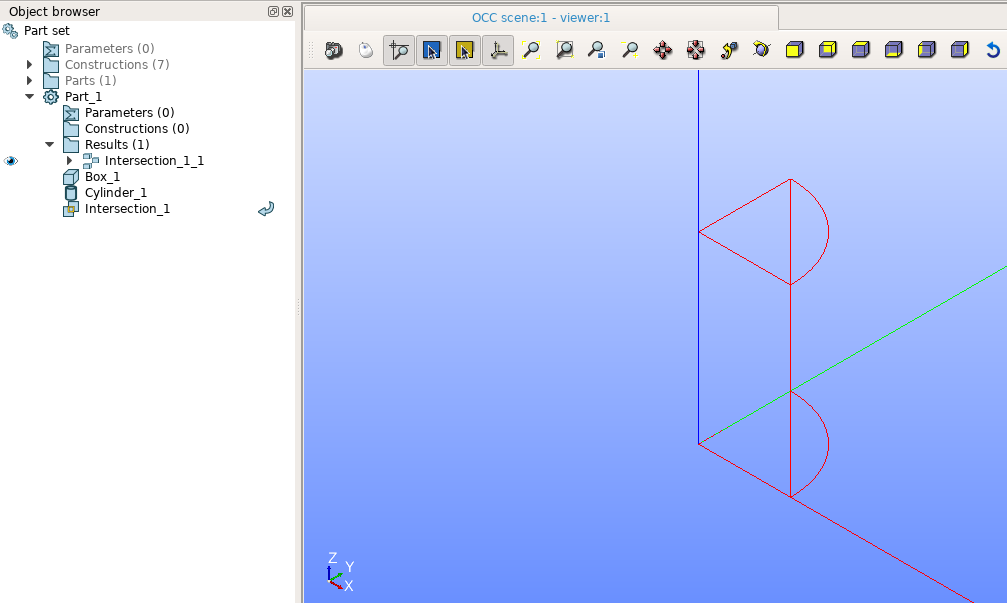 Object browser
Part set
Parameters (0)
Constructions (7)
Parts (1)
Part_1
Parameters (0)
Constructions (0)
Results (1)
Intersection_1_1
Box_1
Cylinder_1
Intersection_1
OCC scene:1 - viewer:1
Z
Y
X